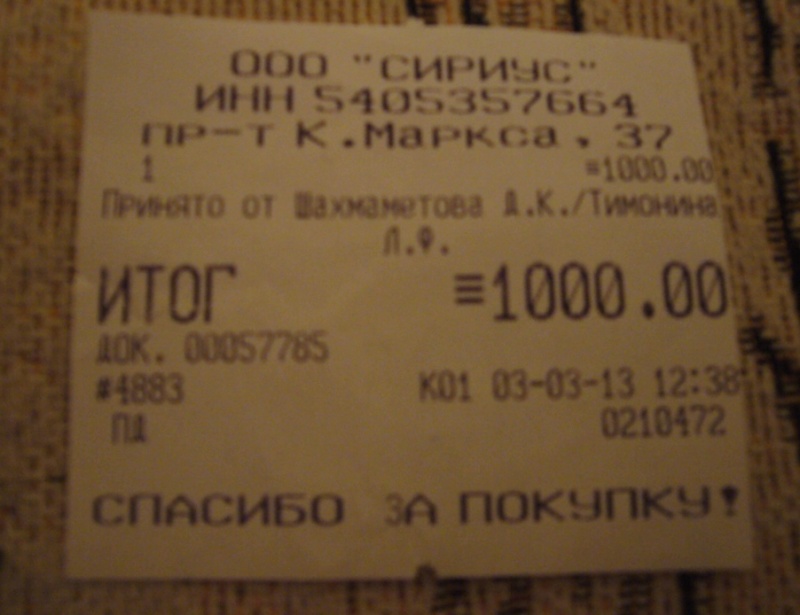 ООО "СИРИУС"
ИНН 5405357664
ПР-Т К.Маркса, 37
1 =1000.00
Принято от Шахмаметова Д.К./Тимонина
Л.Ф.
ИТОГ ≡1000.00
ДОК. 00057785
#4883 К01 03-03-13 12:38
ПД 0210472
СПАСИБО ЗА ПОКУПКУ!